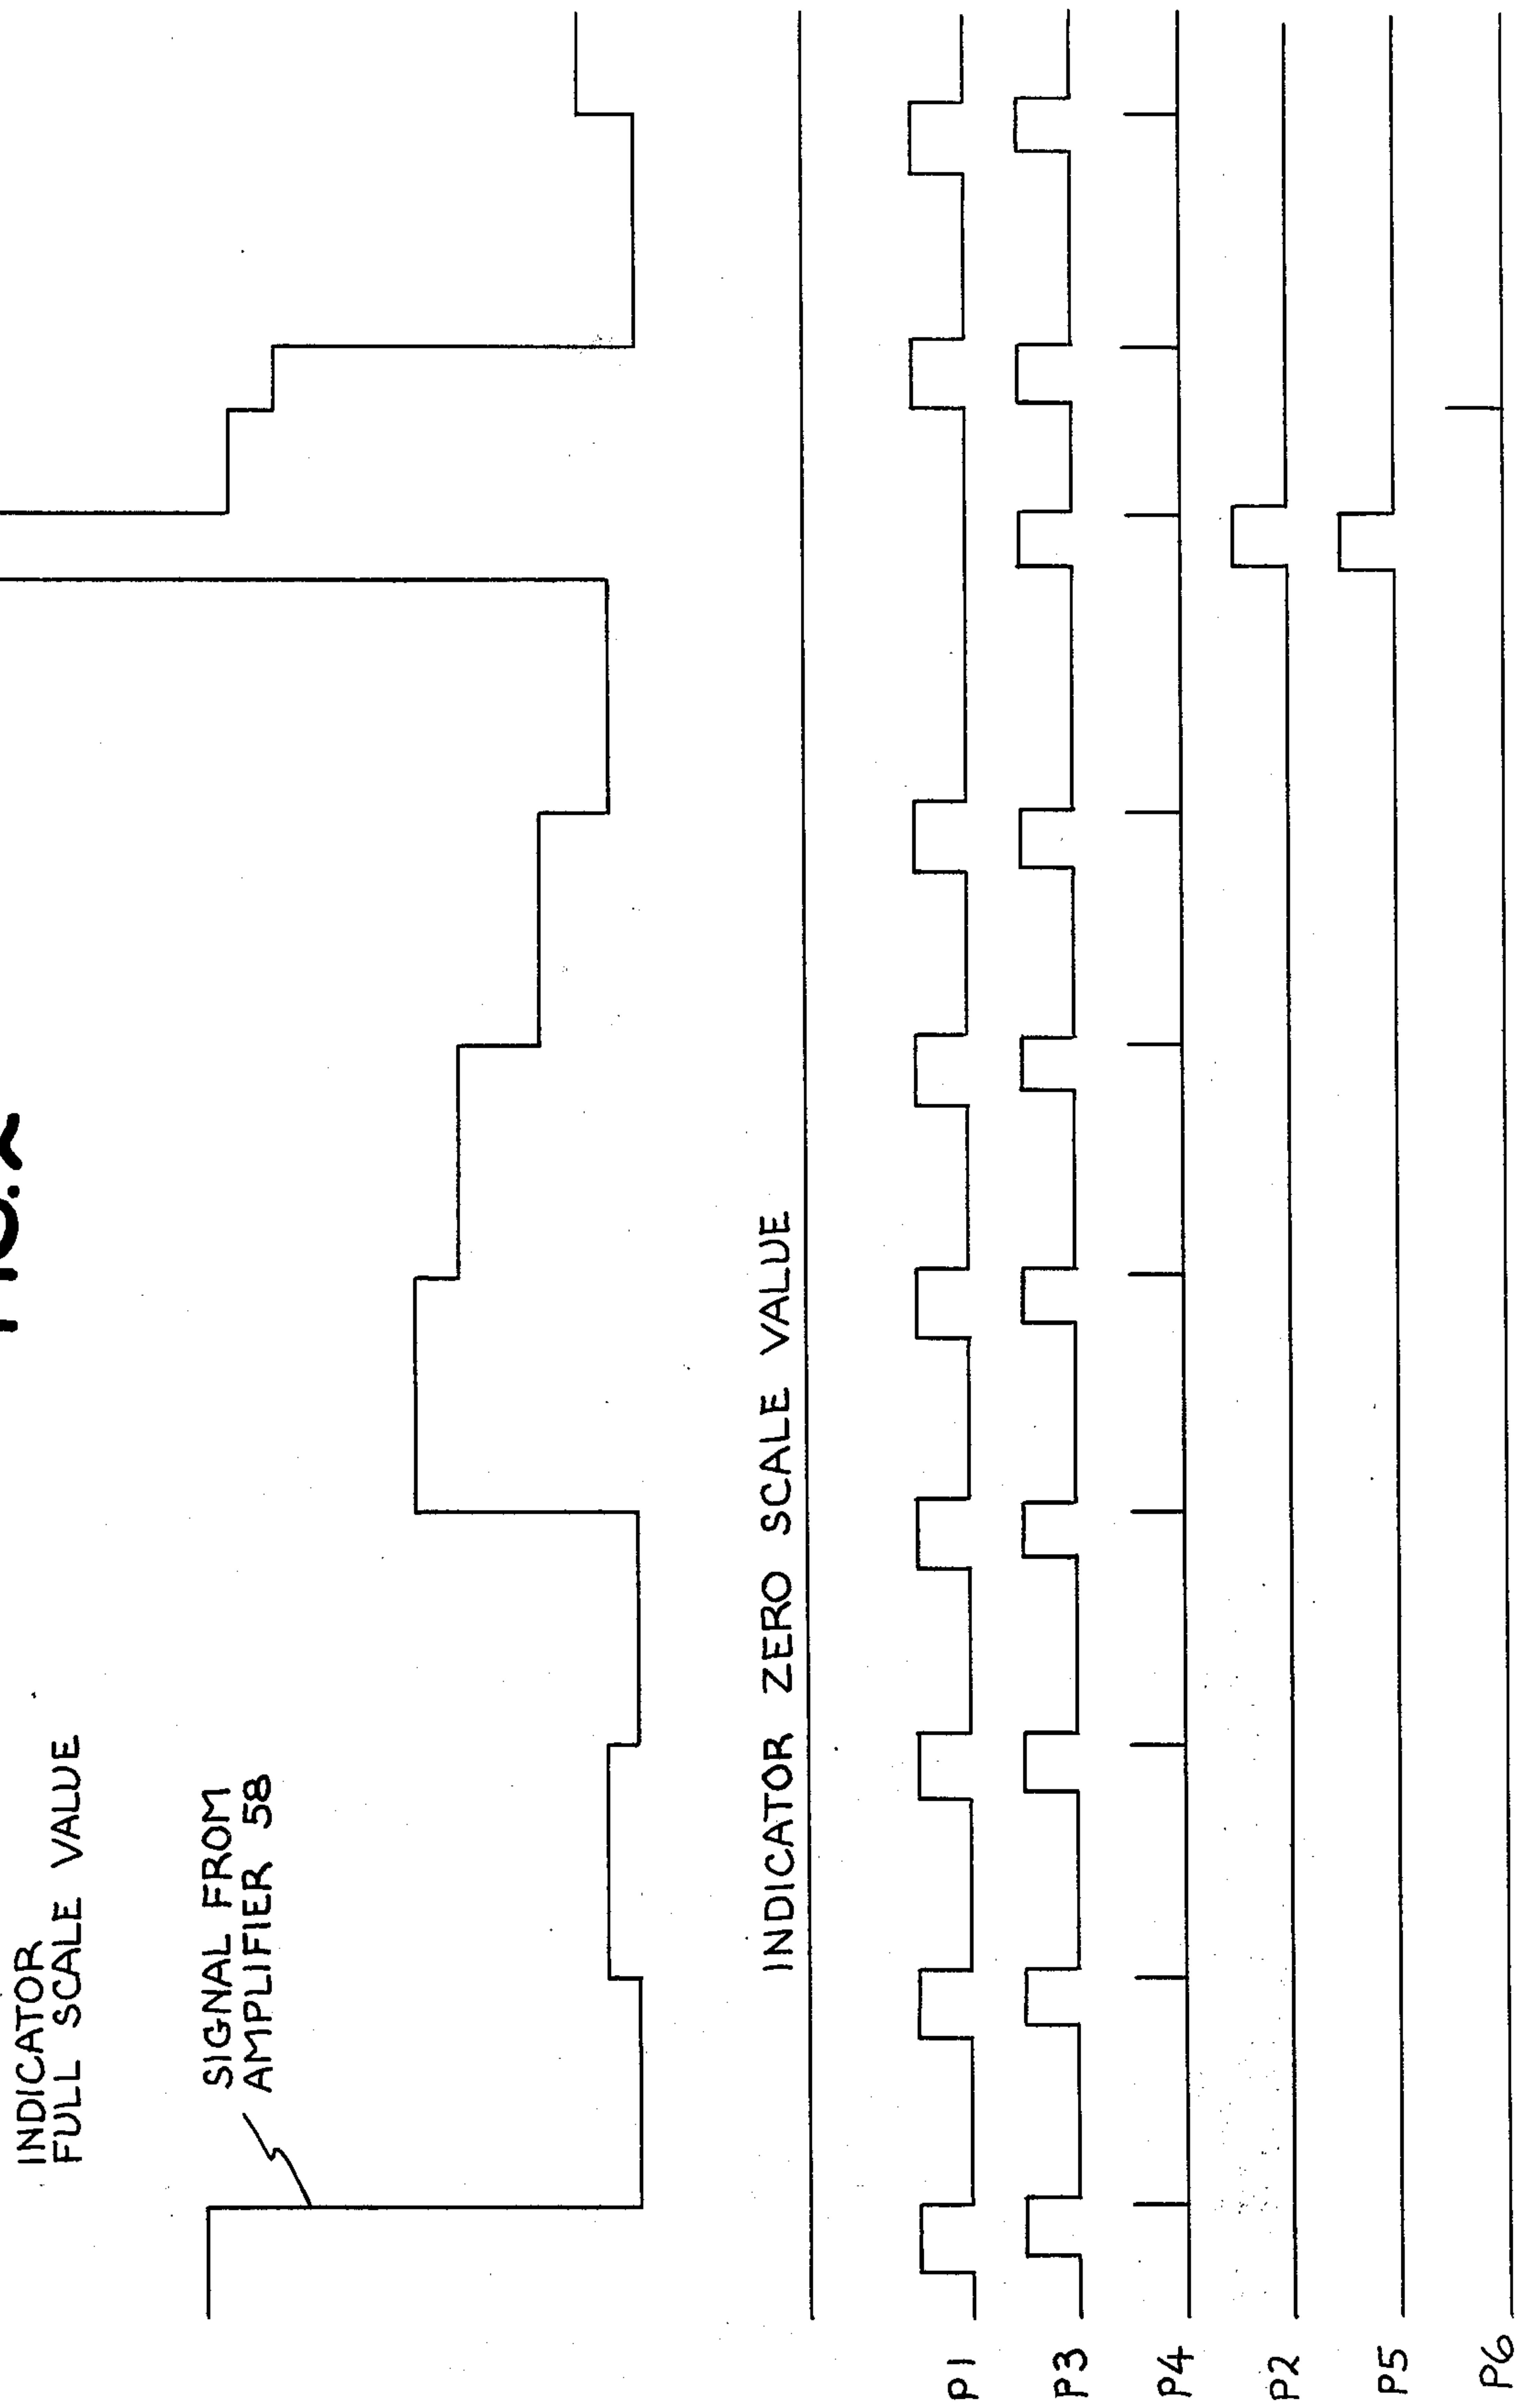 INDICATOR
FULL SCALE VALUE
SIGNAL FROM
AMPLIFIER 58
INDICATOR ZERO SCALE VALUE
P1
P3
P4
P2
P5
P6